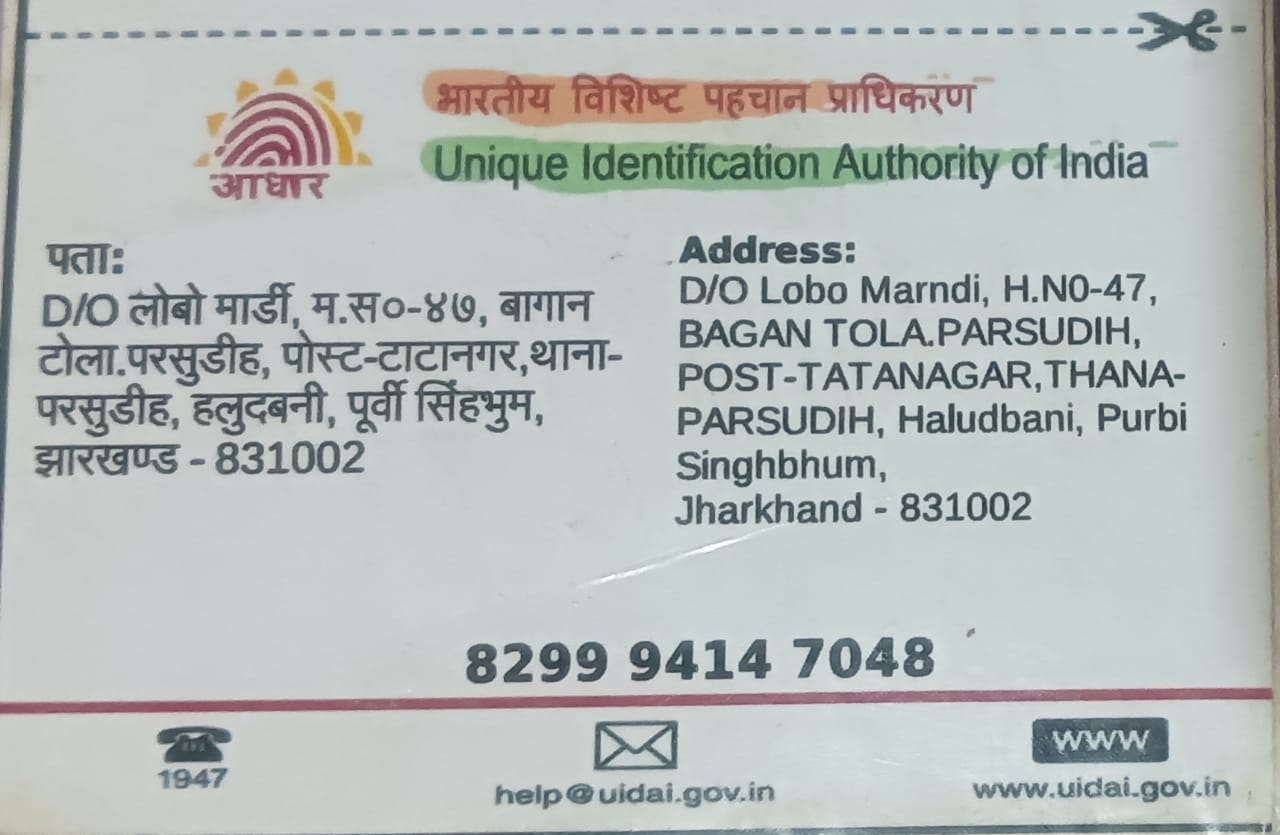 भारतीय विशिष्ट पहचान प्राधिकरण
Unique Identification Authority of India
आधार
पता:
D/O लोबो मार्डी, म.स०-४७, बागान
टोला.परसुडीह, पोस्ट-टाटानगर,थाना-
परसुडीह, हलुदबनी, पूर्वी सिंहभुम,
झारखण्ड - 831002
Address:
D/O Lobo Marndi, H.N0-47,
BAGAN TOLA.PARSUDIH,
POST-TATANAGAR,THANA-
PARSUDIH, Haludbani, Purbi
Singhbhum,
Jharkhand - 831002
8299 9414 7048
1947
help@uidai.gov.in
www
www.uidai.gov.in